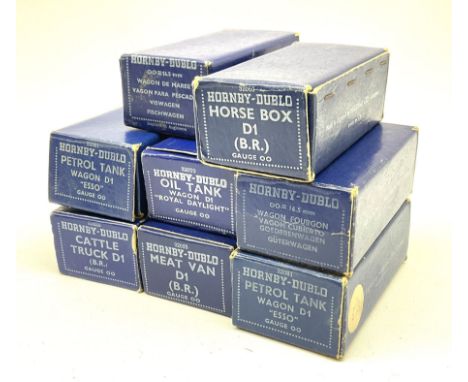 HORNBY-DUBLO
OO 16.5 mm
WAGON DE MAREE
VAGON PARA PESCADO
VISWAGEN
FISCHWAGEN
HORNBY-DUBLO
HORSE BOX
D1
(B.R.)
GAUGE OO
HORNBY-DUBLO
PETROL TANK
WAGON D1
"ESSO"
GAUGE OO
HORNBY-DUBLO
OIL TANK
WAGON D1
"ROYAL DAYLIGHT"
GAUGE OO
HORNBY-DUBLO
OO 16.5 mm
WAGON FOURGON
VAGON CUBIERTO
GOEDERENWAGEN
GÜTERWAGEN
HORNBY-DUBLO
CATTLE
TRUCK D1
(B.R.)
GAUGE OO
HORNBY-DUBLO
MEAT VAN
D1
(B.R.)
GAUGE OO
HORNBY-DUBLO
PETROL TANK
WAGON D1
"ESSO"
GAUGE OO